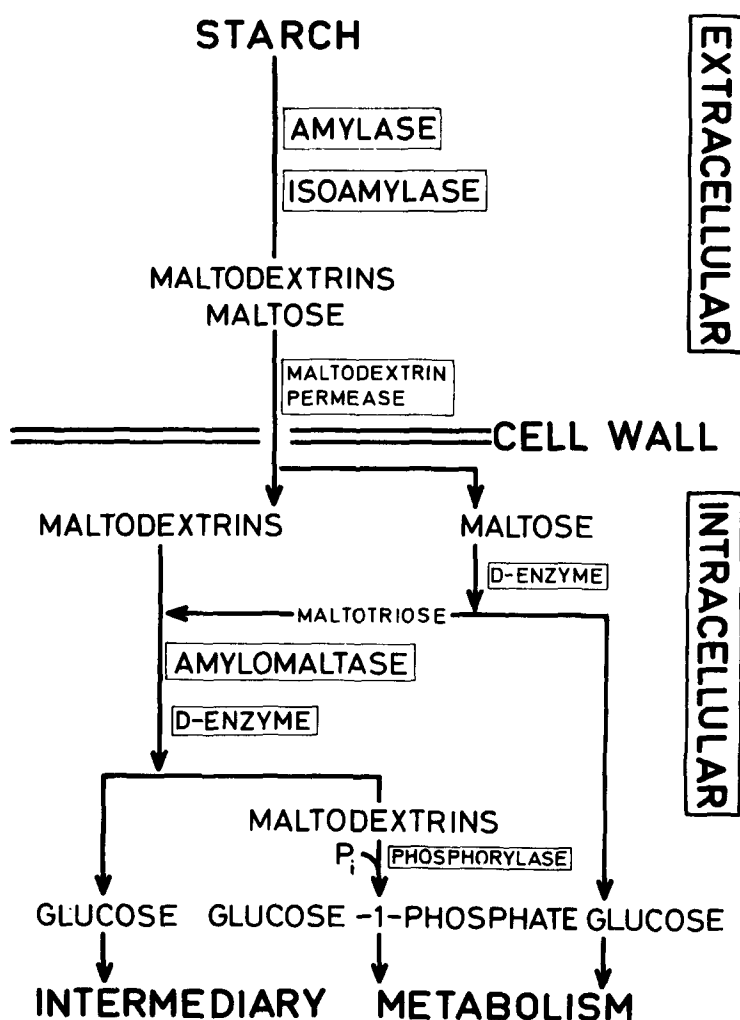 STARCH
EXTRACELLULAR
AMYLASE
ISOAMYLASE
MALTODEXTRINS
MALTOSE
MALTODEXTRIN
PERMEASE
CELL WALL
INTRACELLULAR
MALTODEXTRINS
MALTOSE
D-ENZYME
MALTOTRIOSE
AMYLOMALTASE
D-ENZYME
MALTODEXTRINS
Pi
PHOSPHORYLASE
GLUCOSE
GLUCOSE -1-PHOSPHATE
GLUCOSE
INTERMEDIARY METABOLISM